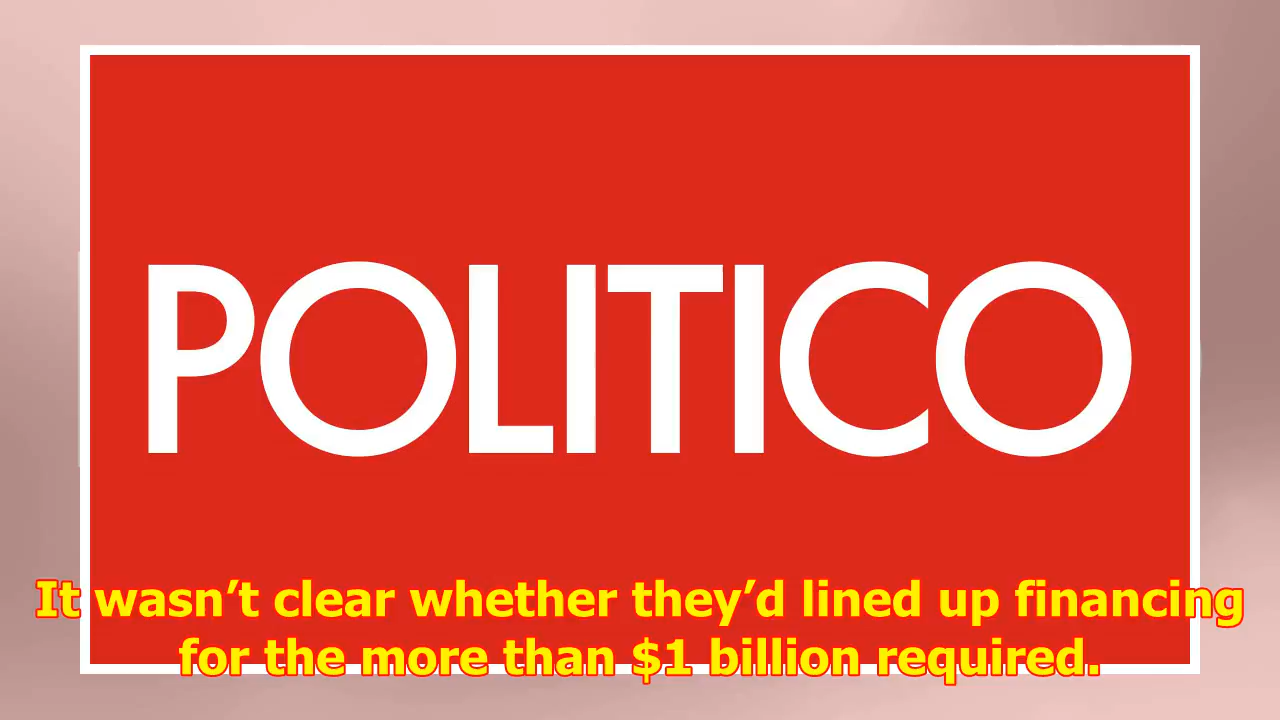 POLITICO
It wasn’t clear whether they’d lined up financing
for the more than $1 billion required.